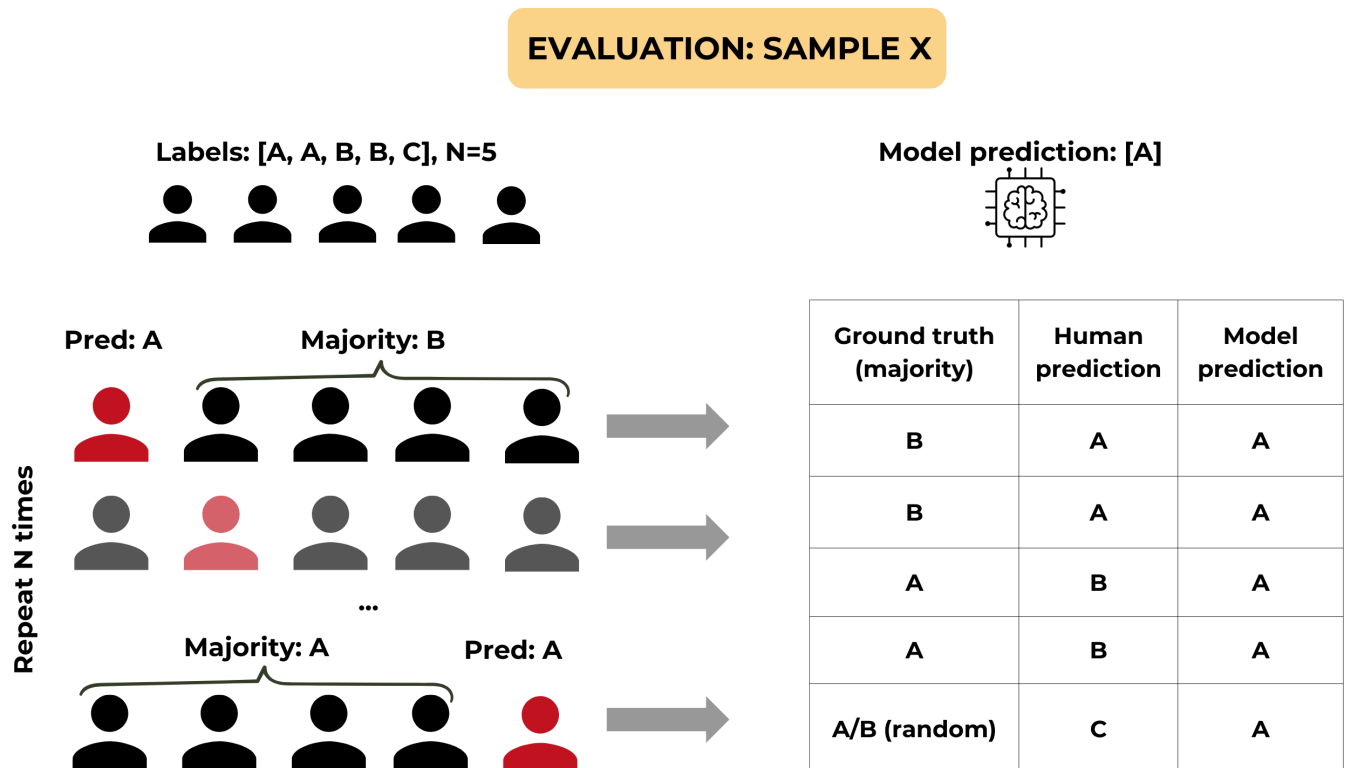 EVALUATION: SAMPLE X
Labels: [A, A, B, B, C], N=5
Model prediction: [A]
Pred: A
Majority: B
Repeat N times
...
Majority: A
Pred: A
Ground truth (majority)
Human prediction
Model prediction
B A A
B A A
A B A
A B A
A/B (random) C A